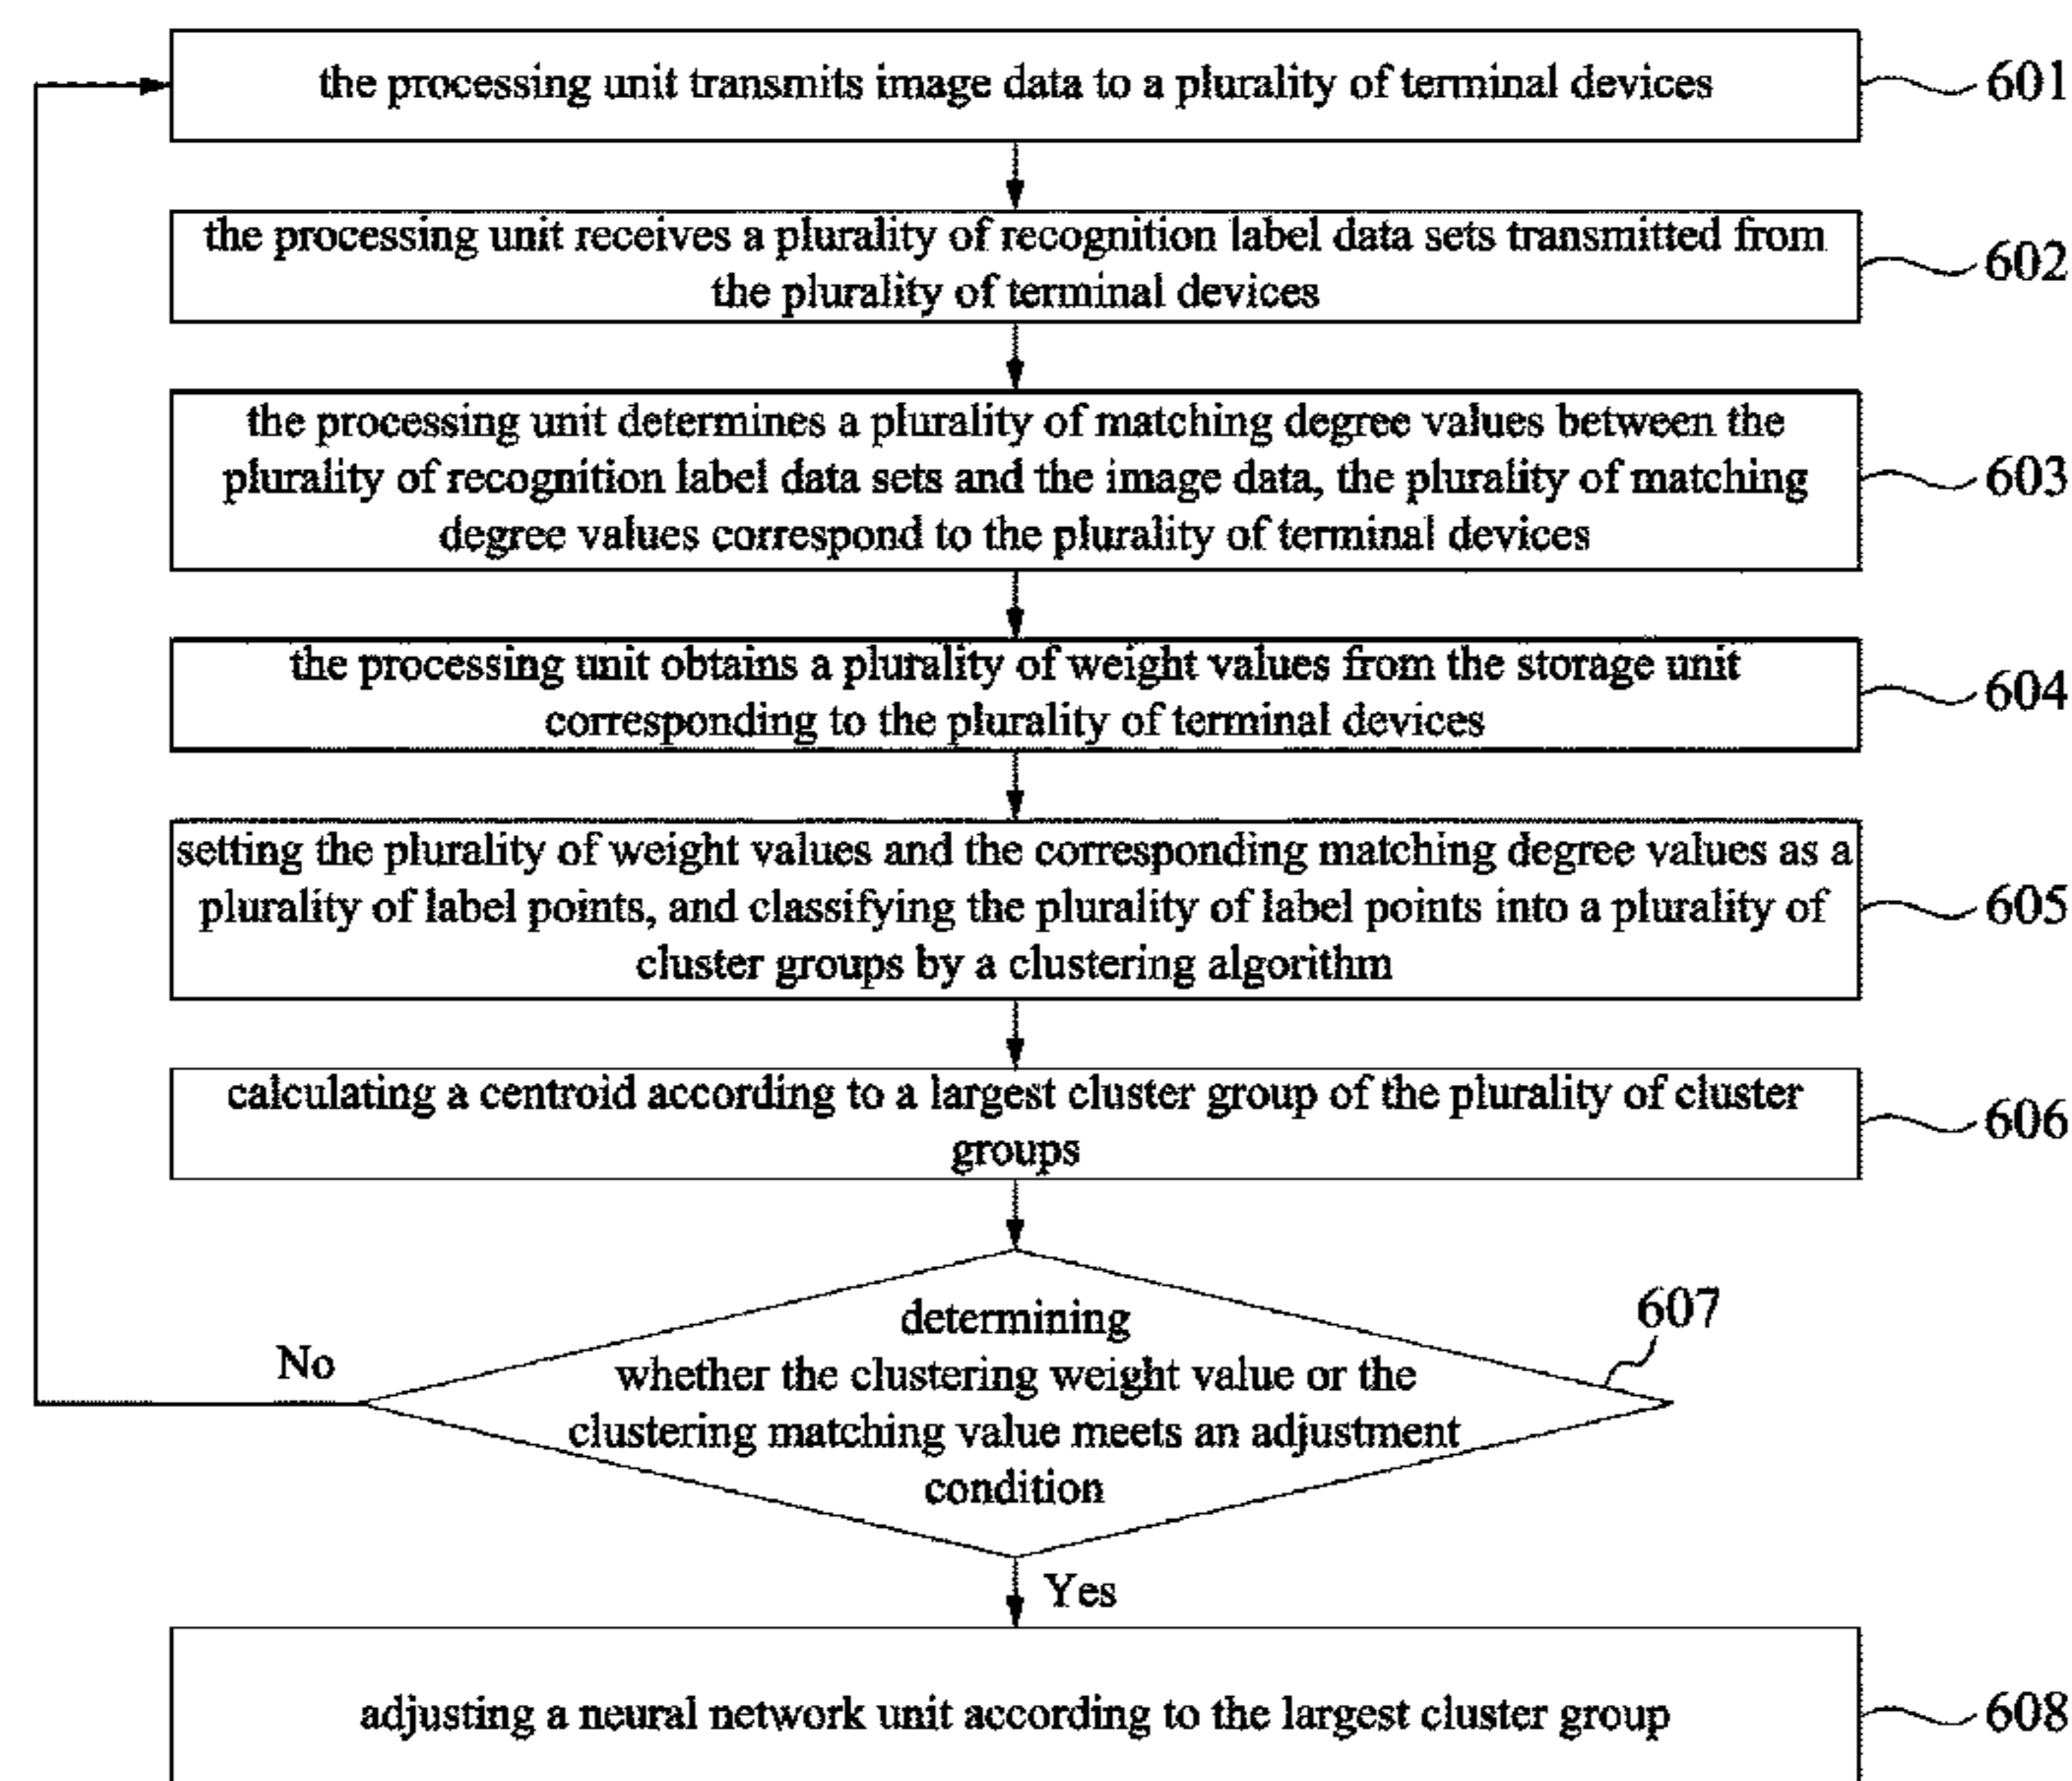 the processing unit transmits image data to a plurality of terminal devices
601
the processing unit receives a plurality of recognition label data sets transmitted from
the plurality of terminal devices
602
the processing unit determines a plurality of matching degree values between the
plurality of recognition label data sets and the image data, the plurality of matching
degree values correspond to the plurality of terminal devices
603
the processing unit obtains a plurality of weight values from the storage unit
corresponding to the plurality of terminal devices
604
setting the plurality of weight values and the corresponding matching degree values as a
plurality of label points, and classifying the plurality of label points into a plurality of
cluster groups by a clustering algorithm
605
calculating a centroid according to a largest cluster group of the plurality of cluster
groups
606
determining
whether the clustering weight value or the
clustering matching value meets an adjustment
condition
607
No
Yes
adjusting a neural network unit according to the largest cluster group
608